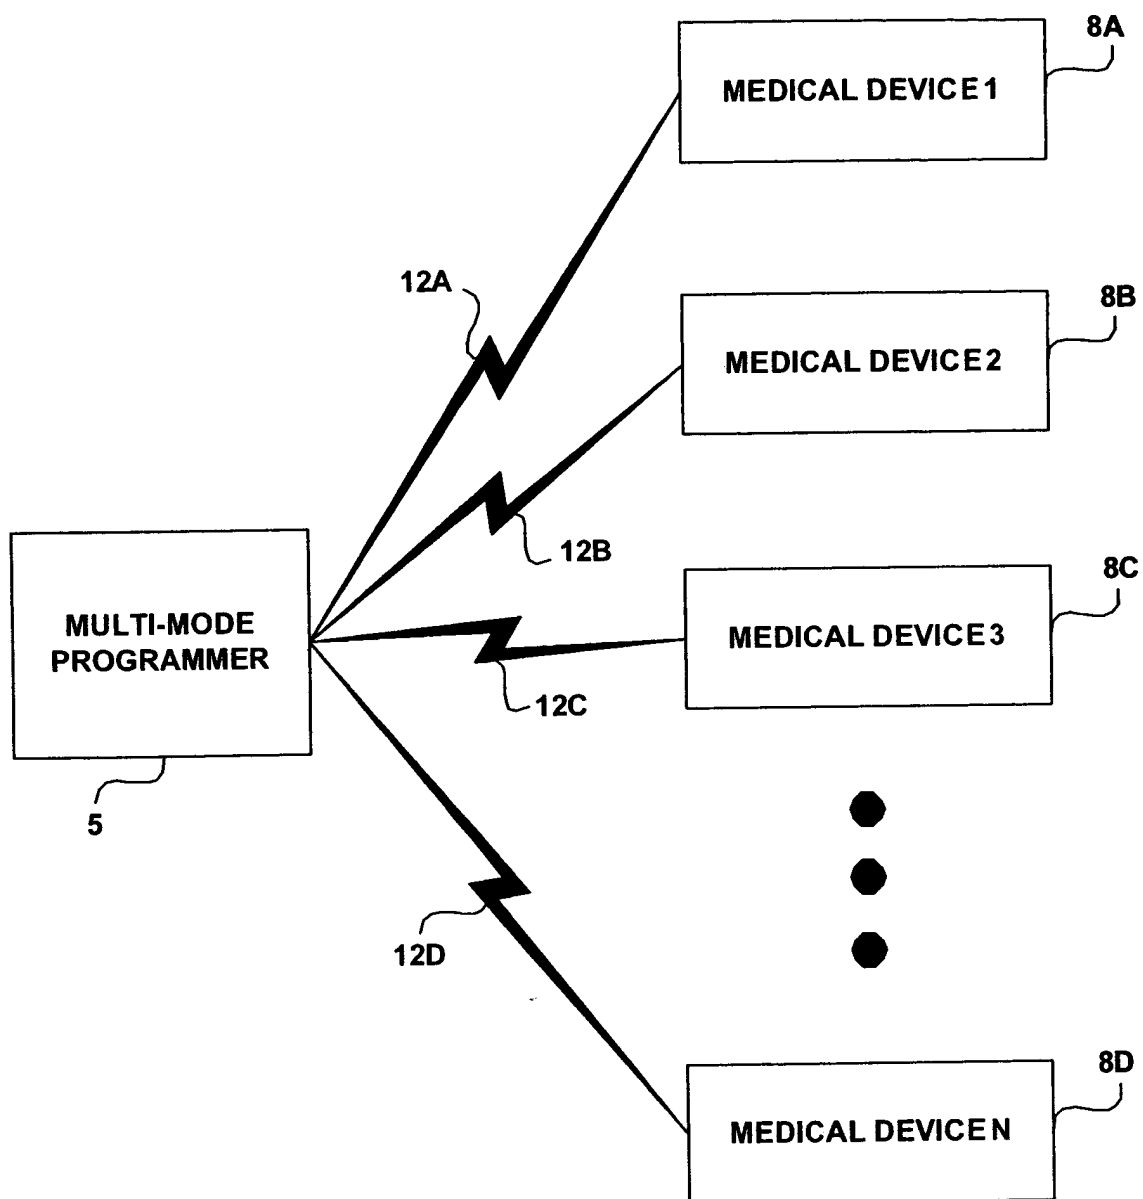 8A
MEDICAL DEVICE 1
12A
8B
MEDICAL DEVICE 2
12B
8C
MULTI-MODE
PROGRAMMER
MEDICAL DEVICE 3
12C
5
12D
8D
MEDICAL DEVICE N